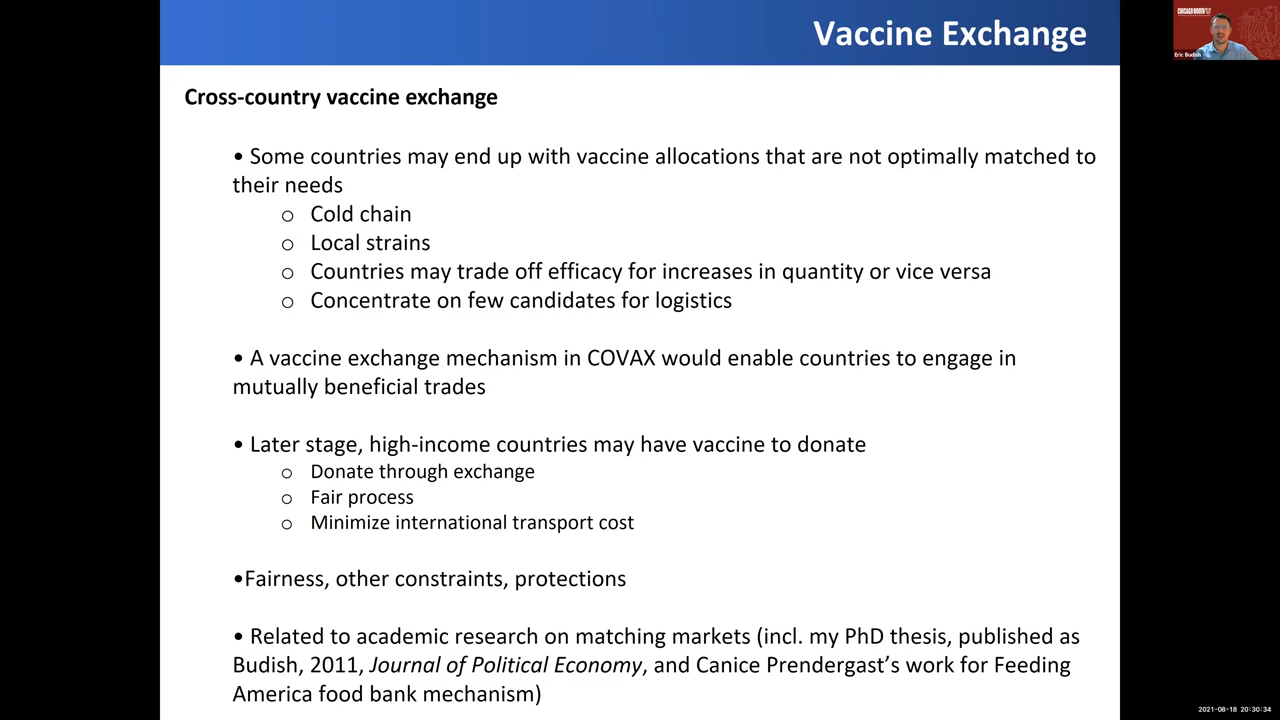 Vaccine Exchange
CHICAGO BOOTH
Eric Budish
Cross-country vaccine exchange
• Some countries may end up with vaccine allocations that are not optimally matched to
their needs
o Cold chain
o Local strains
o Countries may trade off efficacy for increases in quantity or vice versa
o Concentrate on few candidates for logistics
• A vaccine exchange mechanism in COVAX would enable countries to engage in
mutually beneficial trades
• Later stage, high-income countries may have vaccine to donate
o Donate through exchange
o Fair process
o Minimize international transport cost
•Fairness, other constraints, protections
• Related to academic research on matching markets (incl. my PhD thesis, published as
Budish, 2011, Journal of Political Economy, and Canice Prendergast’s work for Feeding
America food bank mechanism)
2021-08-18 20:30:34